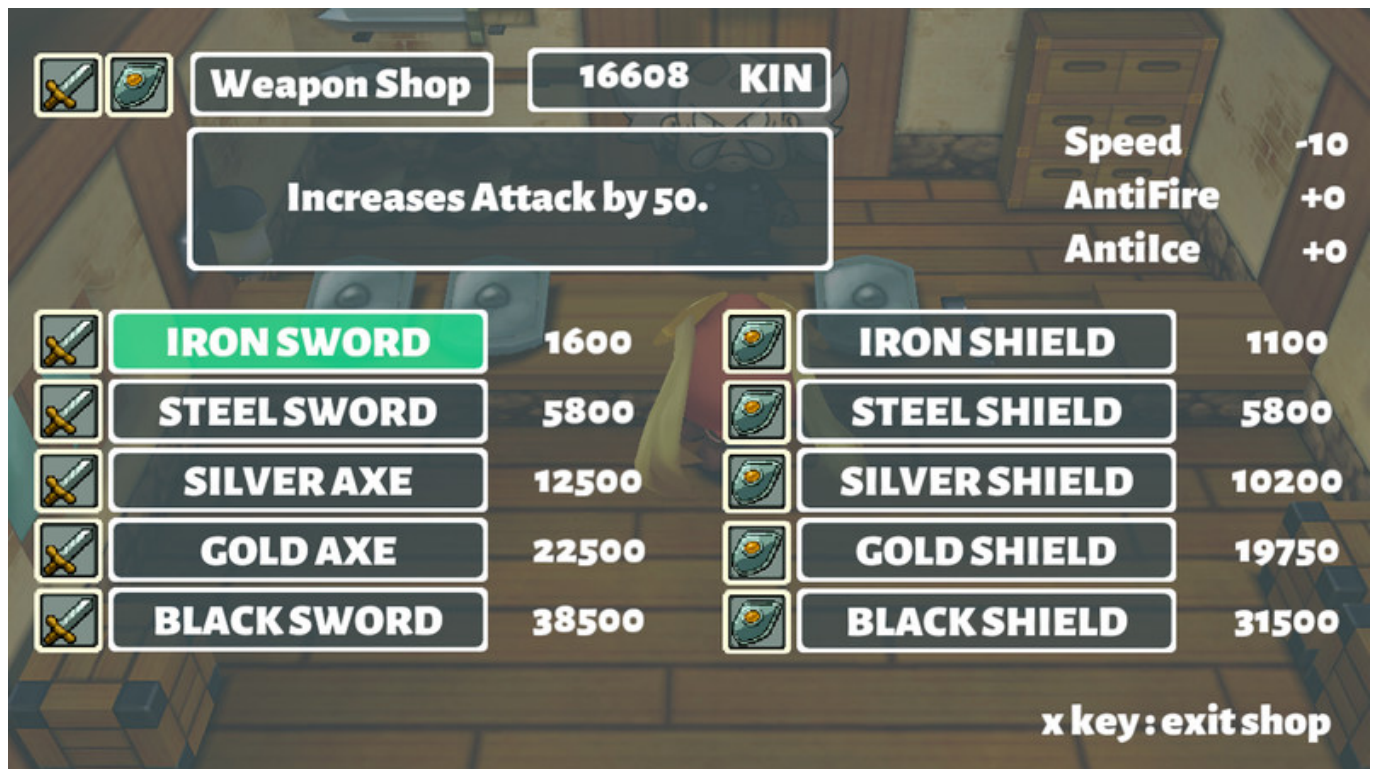 Weapon Shop
16608 KIN
Increases Attack by 50.
Speed -10
AntiFire +0
AntiIce +0
IRON SWORD 1600 IRON SHIELD 1100
STEEL SWORD 5800 STEEL SHIELD 5800
SILVER AXE 12500 SILVER SHIELD 10200
GOLD AXE 22500 GOLD SHIELD 19750
BLACK SWORD 38500 BLACK SHIELD 31500
x key : exit shop